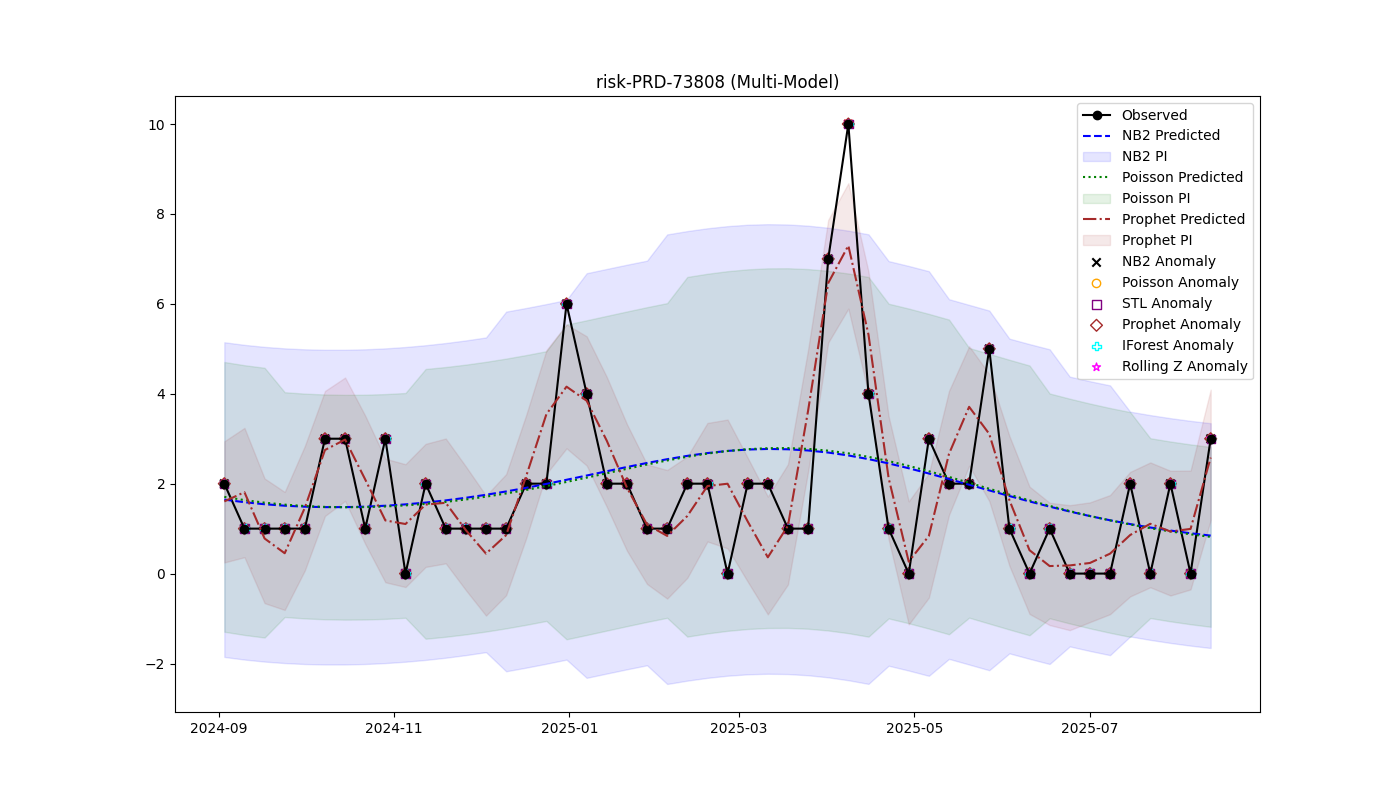 risk-PRD-73808 (Multi-Model)
10
8
6
4
2
0
−2
2024-09
2024-11
2025-01
2025-03
2025-05
2025-07
Observed
NB2 Predicted
NB2 PI
Poisson Predicted
Poisson PI
Prophet Predicted
Prophet PI
NB2 Anomaly
Poisson Anomaly
STL Anomaly
Prophet Anomaly
IForest Anomaly
Rolling Z Anomaly